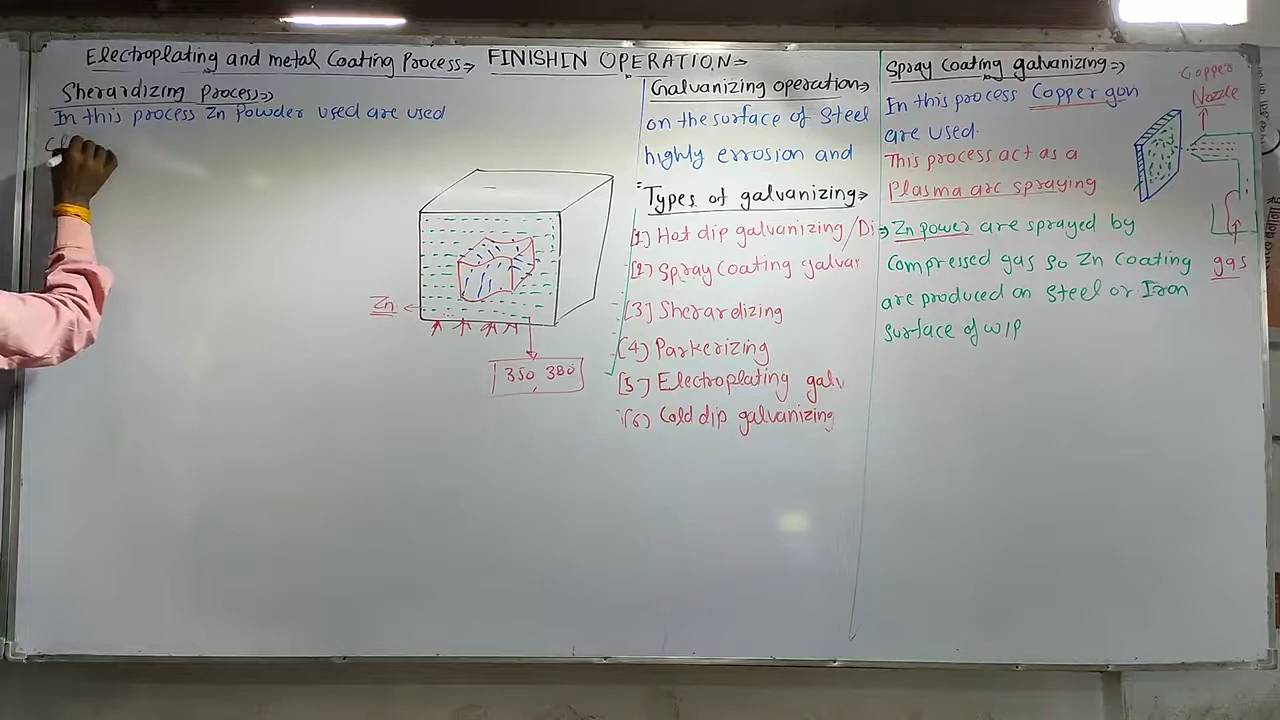 Electroplating and metal Coating Process⇒ FINISHIN OPERATION⇒
Sherardizing Process⇒
In this process Zn Powder used are used
Zn
350 380
Galvanizing operation⇒
on the surface of Steel
highly errosion and
Types of galvanizing⇒
[1] Hot dip galvanizing/Di
[2] Spray Coating galvar
[3] Sherardizing
[4] Parkerizing
[5] Electroplating galv
(6) Cold dip galvanizing
Spray Coating galvanizing⇒
In this process Copper gun
are used.
This process act as a
Plasma arc spraying
⇒ Zn power are sprayed by
Compressed gas so Zn Coating
are produced on Steel or Iron
surface of W/P
Copper
Nozzle
gas